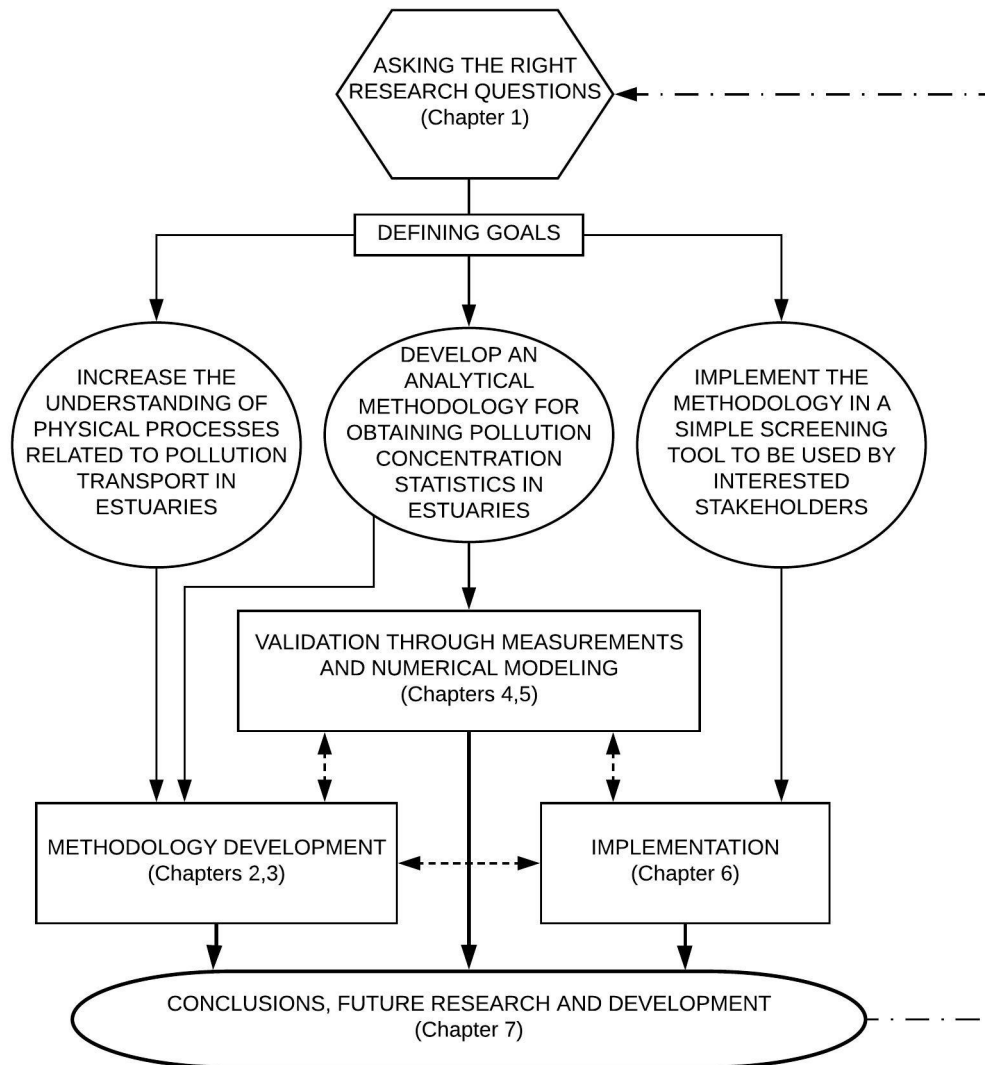 ASKING THE RIGHT
RESEARCH QUESTIONS
(Chapter 1)
DEFINING GOALS
INCREASE THE
UNDERSTANDING OF
PHYSICAL PROCESSES
RELATED TO POLLUTION
TRANSPORT IN
ESTUARIES
DEVELOP AN
ANALYTICAL
METHODOLOGY FOR
OBTAINING POLLUTION
CONCENTRATION
STATISTICS IN
ESTUARIES
IMPLEMENT THE
METHODOLOGY IN A
SIMPLE SCREENING
TOOL TO BE USED BY
INTERESTED
STAKEHOLDERS
VALIDATION THROUGH MEASUREMENTS
AND NUMERICAL MODELING
(Chapters 4,5)
METHODOLOGY DEVELOPMENT
(Chapters 2,3)
IMPLEMENTATION
(Chapter 6)
CONCLUSIONS, FUTURE RESEARCH AND DEVELOPMENT
(Chapter 7)